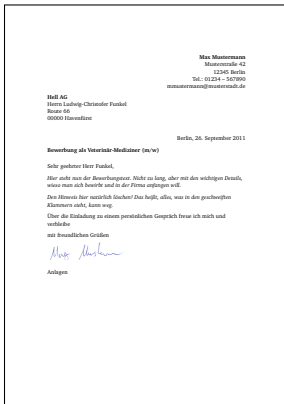 Max Mustermann
Musterstraße 42
12345 Berlin
Tel.: 01234 – 567890
mmustermann@musterstadt.de
Hell AG
Herrn Ludwig-Christofer Funkel
Route 66
00000 Havenfürst
Berlin, 26. September 2011
Bewerbung als Veterinär-Mediziner (m/w)
Sehr geehrter Herr Funkel,
Hier steht nun der Bewerbungstext. Nicht zu lang, aber mit den wichtigen Details,
wieso man sich bewirbt und in der Firma anfangen will.
Den Hinweis hier natürlich löschen! Das heißt, alles, was in den geschweiften
Klammern steht, kann weg.
Über die Einladung zu einem persönlichen Gespräch freue ich mich und
verbleibe
mit freundlichen Grüßen
Max Mustermann
Anlagen